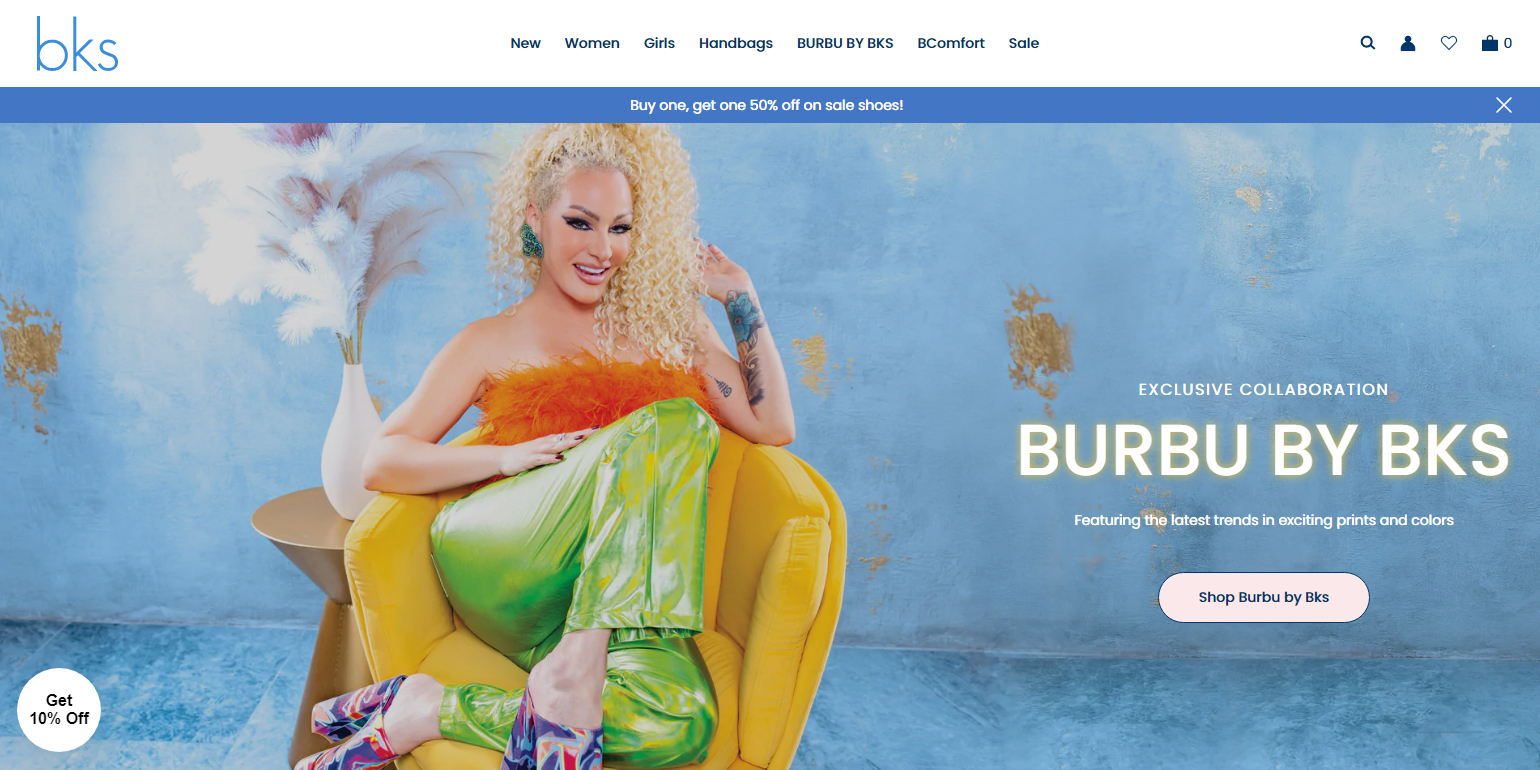 bks
New Women Girls Handbags BURBU BY BKS BComfort Sale
0
Buy one, get one 50% off on sale shoes!
EXCLUSIVE COLLABORATION
BURBU BY BKS
Featuring the latest trends in exciting prints and colors
Shop Burbu by Bks
Get
10% Off